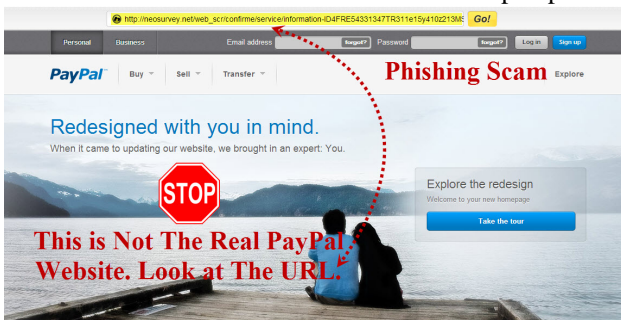 http://neosurvey.net/web_scr/confirme/service/information-ID4FRE54331347TR311e15y410z213MS Go!
Personal Business Email address forgot? Password forgot? Log in Sign up
PayPal Buy Sell Transfer Phishing Scam Explore
Redesigned with you in mind.
When it came to updating our website, we brought in an expert: You.
STOP
Explore the redesign
Welcome to your new homepage
Take the tour
This is Not The Real PayPal
Website. Look at The URL.